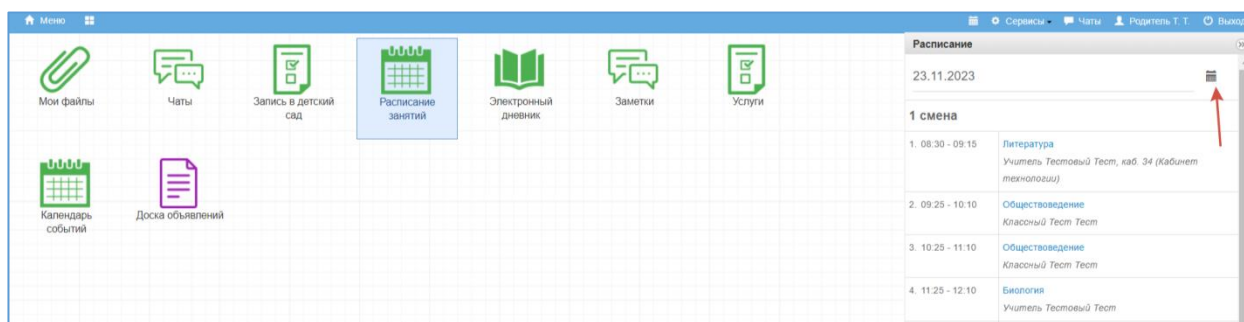 Меню
Сервисы
Чаты
Родитель Т. Т.
Выход
Мои файлы
Чаты
Запись в детский
сад
Расписание
занятий
Электронный
дневник
Заметки
Услуги
Календарь
событий
Доска объявлений
Расписание
23.11.2023
1 смена
1. 08:30 - 09:15
Литература
Учитель Тестовый Тест, каб. 34 (Кабинет
технологии)
2. 09:25 - 10:10
Обществоведение
Классный Тест Тест
3. 10:25 - 11:10
Обществоведение
Классный Тест Тест
4. 11:25 - 12:10
Биология
Учитель Тестовый Тест